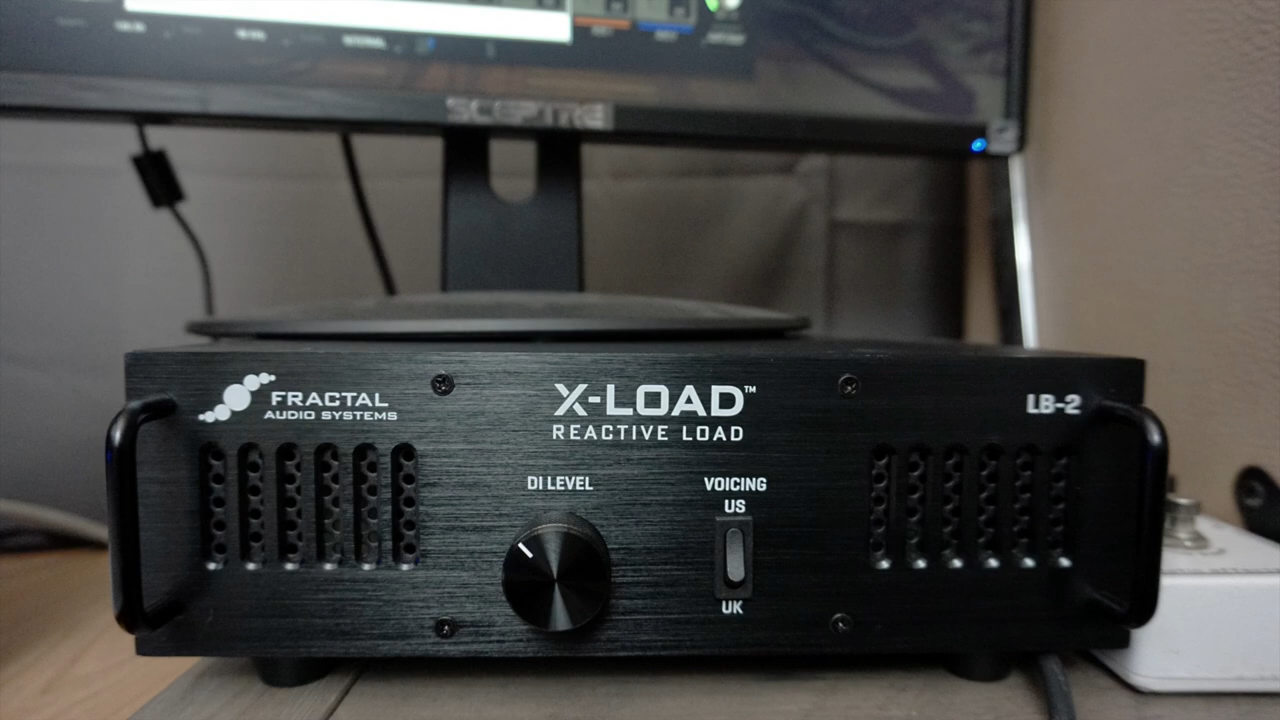 SCEPTRE
FRACTAL
AUDIO SYSTEMS
X-LOAD™
REACTIVE LOAD
LB-2
DI LEVEL
VOICING
US
UK